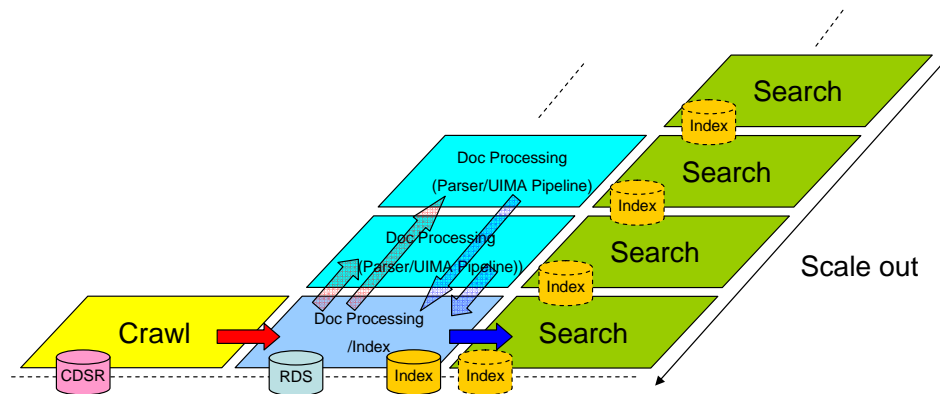 Search
Index
Doc Processing
(Parser/UIMA Pipeline)
Search
Index
Doc Processing
(Parser/UIMA Pipeline))
Search
Scale out
Index
Crawl
Doc Processing
/Index
Search
CDSR
RDS
Index
Index